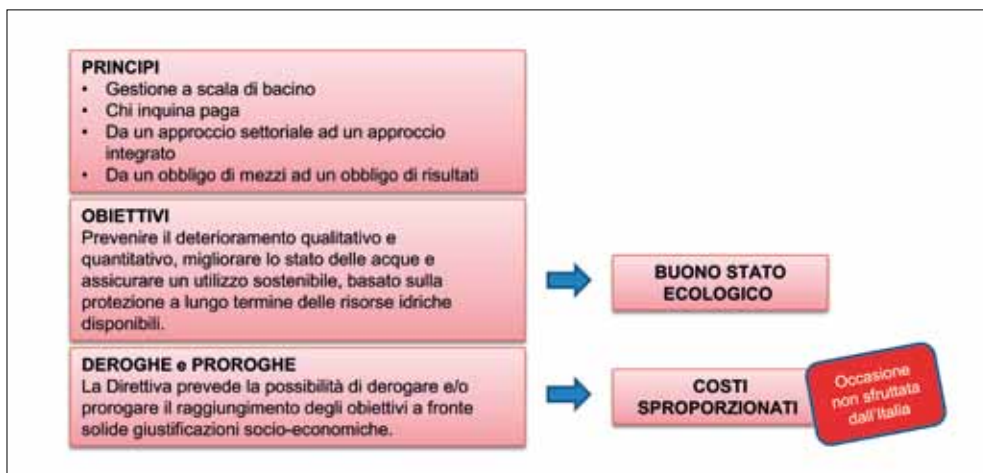 PRINCIPI
• Gestione a scala di bacino
• Chi inquina paga
• Da un approccio settoriale ad un approccio
integrato
• Da un obbligo di mezzi ad un obbligo di risultati
OBIETTIVI
Prevenire il deterioramento qualitativo e
quantitativo, migliorare lo stato delle acque e
assicurare un utilizzo sostenibile, basato sulla
protezione a lungo termine delle risorse idriche
disponibili.
BUONO STATO
ECOLOGICO
DEROGHE e PROROGHE
La Direttiva prevede la possibilità di derogare e/o
prorogare il raggiungimento degli obiettivi a fronte
solide giustificazioni socio-economiche.
COSTI
SPROPORZIONATI
Occasione
non sfruttata
dall'Italia